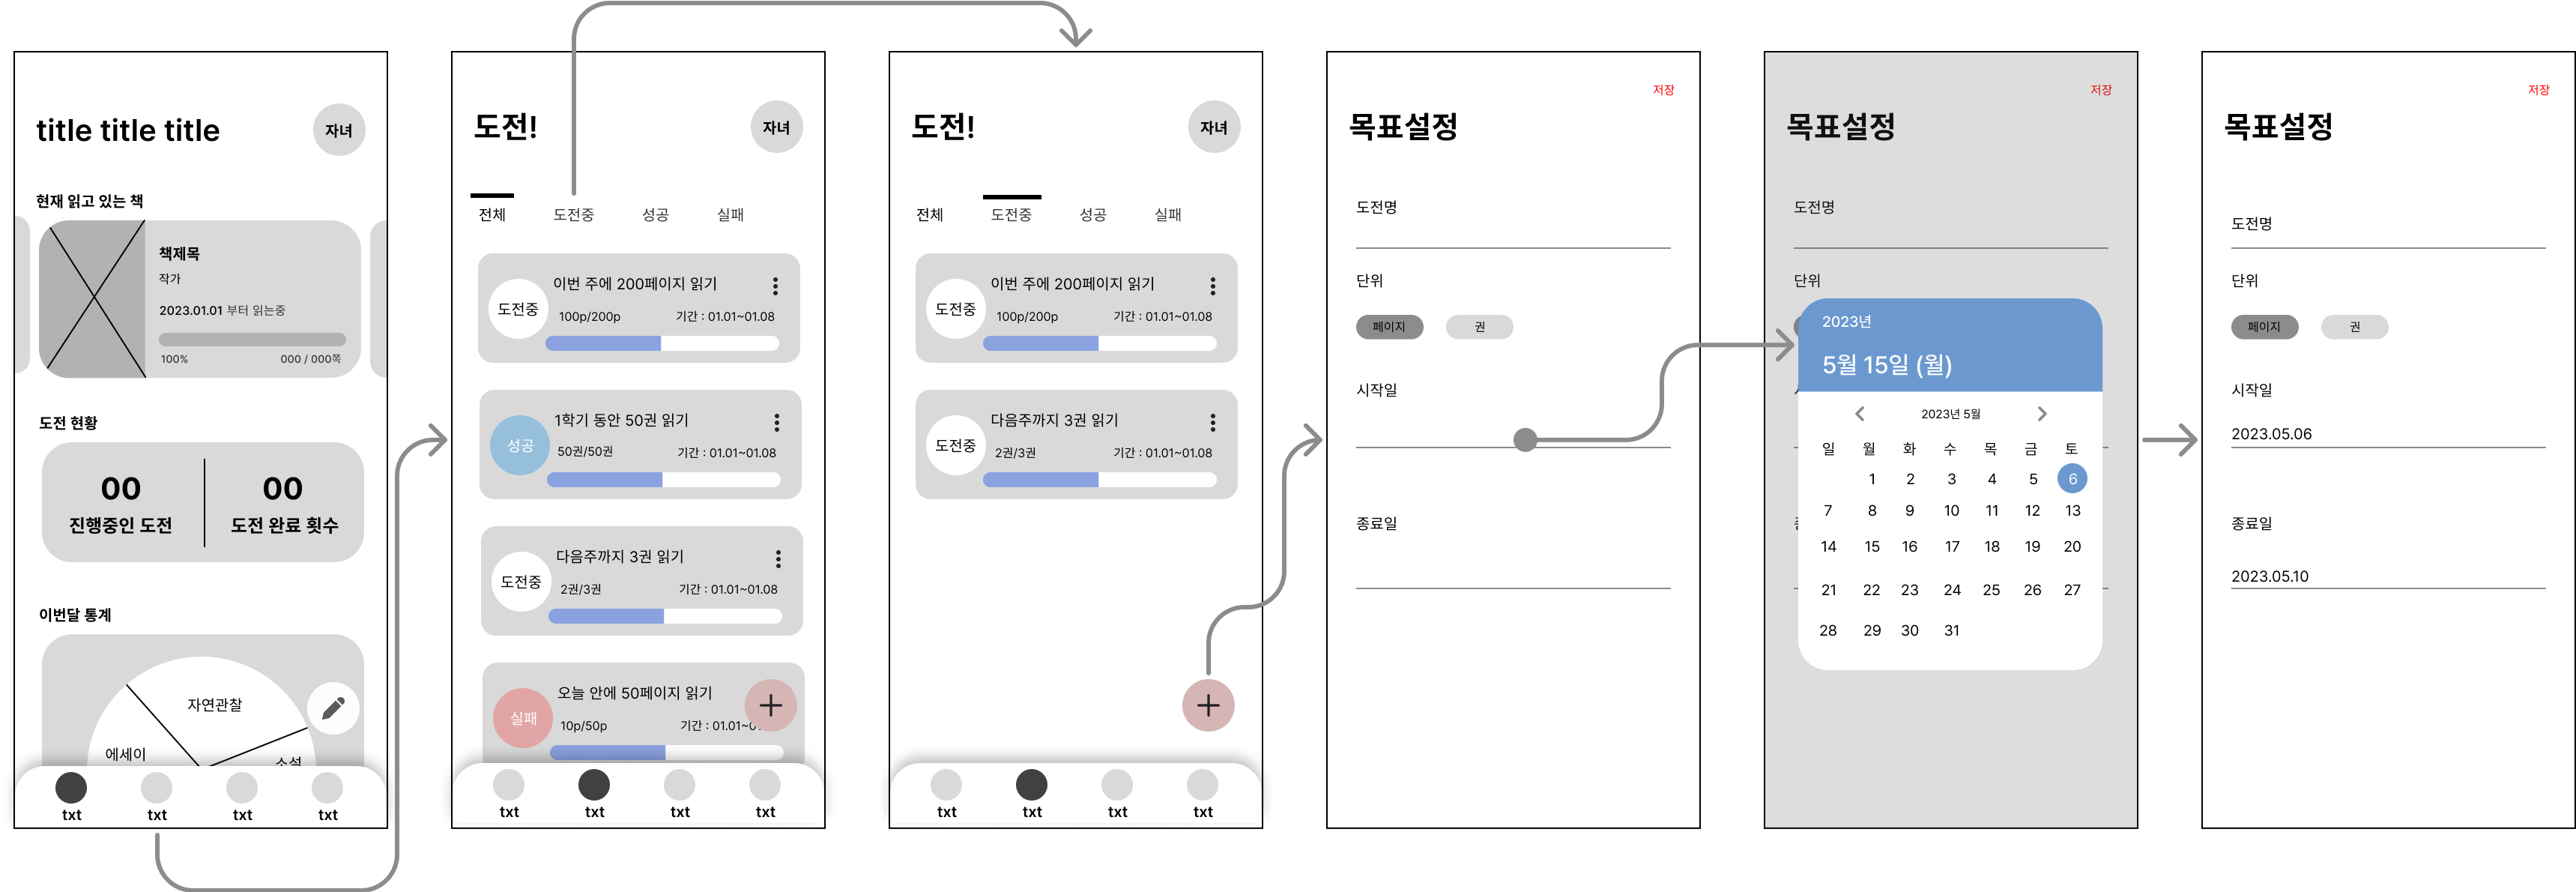 title title title
자녀
현재 읽고 있는 책
책제목
작가
2023.01.01 부터 읽는중
100%
000 / 000쪽
도전 현황
00
진행중인 도전
00
도전 완료 횟수
이번달 통계
자연관찰
에세이
소설
txt
txt
txt
txt
도전!
자녀
전체
도전중
성공
실패
도전중
이번 주에 200페이지 읽기
100p/200p
기간 : 01.01~01.08
성공
1학기 동안 50권 읽기
50권/50권
기간 : 01.01~01.08
도전중
다음주까지 3권 읽기
2권/3권
기간 : 01.01~01.08
실패
오늘 안에 50페이지 읽기
10p/50p
기간 : 01.01~0
txt
txt
txt
txt
도전!
자녀
전체
도전중
성공
실패
도전중
이번 주에 200페이지 읽기
100p/200p
기간 : 01.01~01.08
도전중
다음주까지 3권 읽기
2권/3권
기간 : 01.01~01.08
txt
txt
txt
txt
저장
목표설정
도전명
단위
페이지
권
시작일
종료일
저장
목표설정
도전명
단위
2023년
5월 15일 (월)
2023년 5월
일 월 화 수 목 금 토
1 2 3 4 5 6
7 8 9 10 11 12 13
14 15 16 17 18 19 20
21 22 23 24 25 26 27
28 29 30 31
저장
목표설정
도전명
단위
페이지
권
시작일
2023.05.06
종료일
2023.05.10